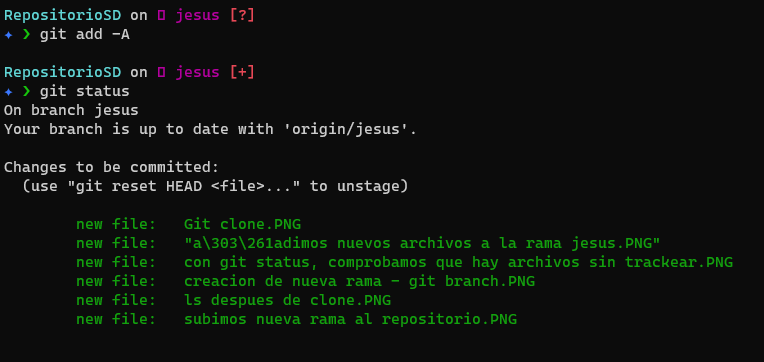 RepositorioSD on jesus [?]
✦ ❯ git add -A
RepositorioSD on jesus [+]
✦ ❯ git status
On branch jesus
Your branch is up to date with 'origin/jesus'.
Changes to be committed:
(use "git reset HEAD <file>..." to unstage)
new file: Git clone.PNG
new file: "a\303\261adimos nuevos archivos a la rama jesus.PNG"
new file: con git status, comprobamos que hay archivos sin trackear.PNG
new file: creacion de nueva rama - git branch.PNG
new file: ls despues de clone.PNG
new file: subimos nueva rama al repositorio.PNG